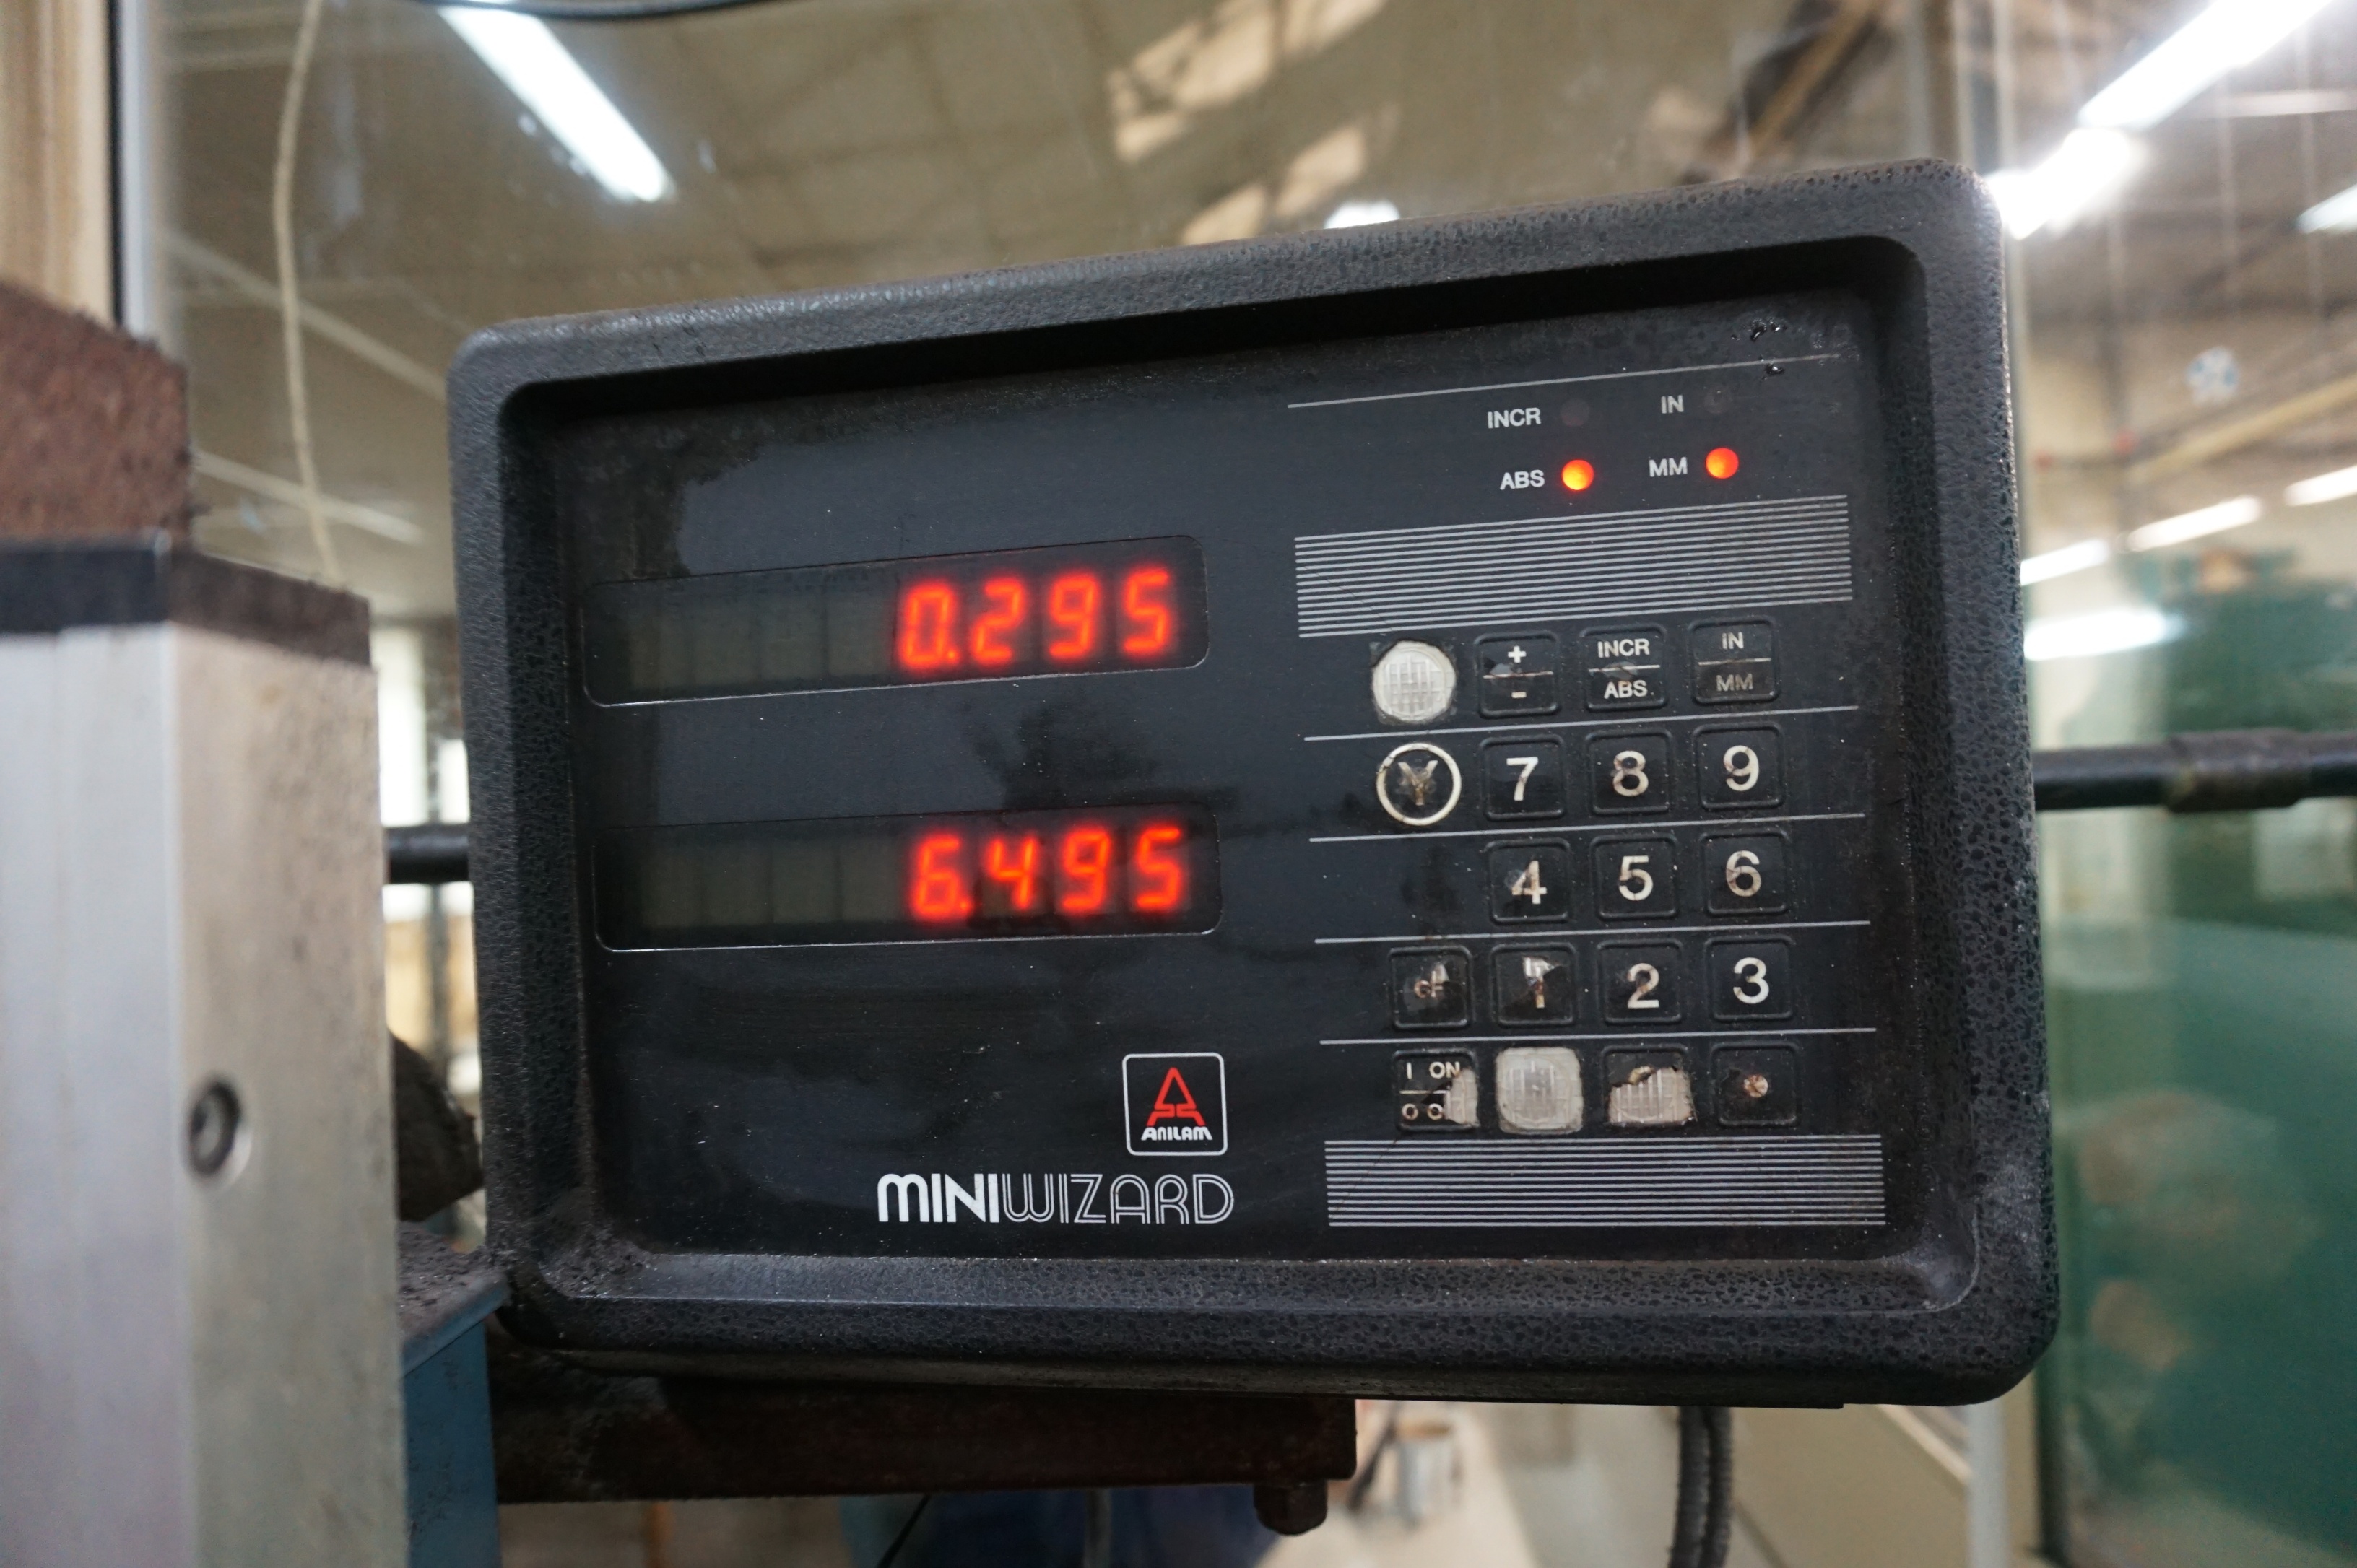 INCR IN
ABS MM
0.295
6.495
+
-
INCR
ABS
IN
MM
Y 7 8 9
4 5 6
1 2 3
I ON
ANILAM
MINIWIZARD